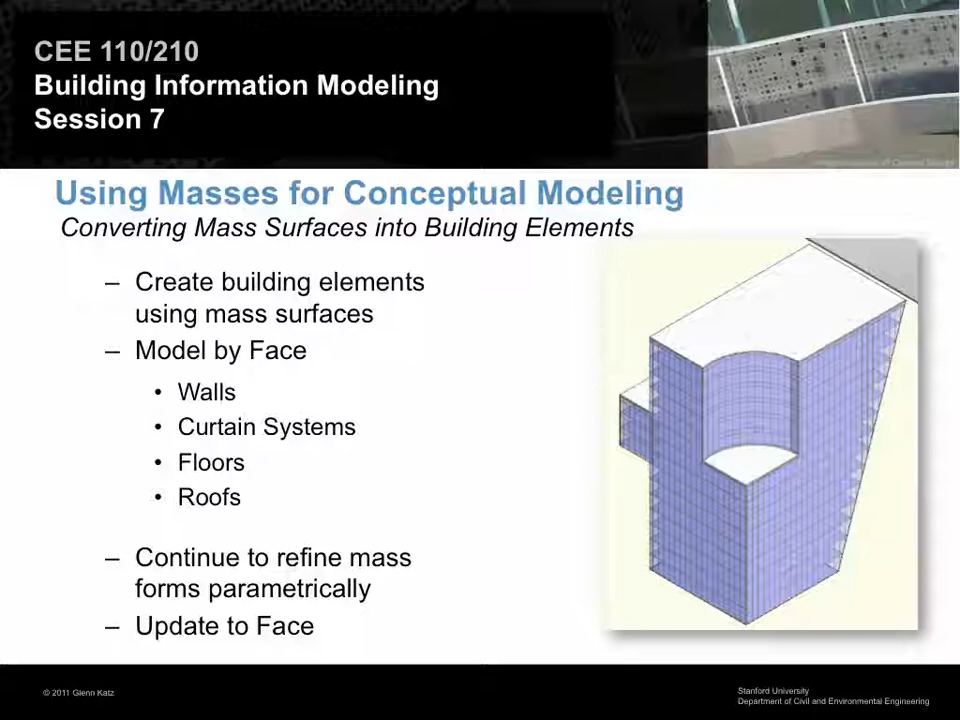 CEE 110/210
Building Information Modeling
Session 7
Using Masses for Conceptual Modeling
Converting Mass Surfaces into Building Elements
– Create building elements
using mass surfaces
– Model by Face
• Walls
• Curtain Systems
• Floors
• Roofs
– Continue to refine mass
forms parametrically
– Update to Face
© 2011 Glenn Katz
Stanford University
Department of Civil and Environmental Engineering